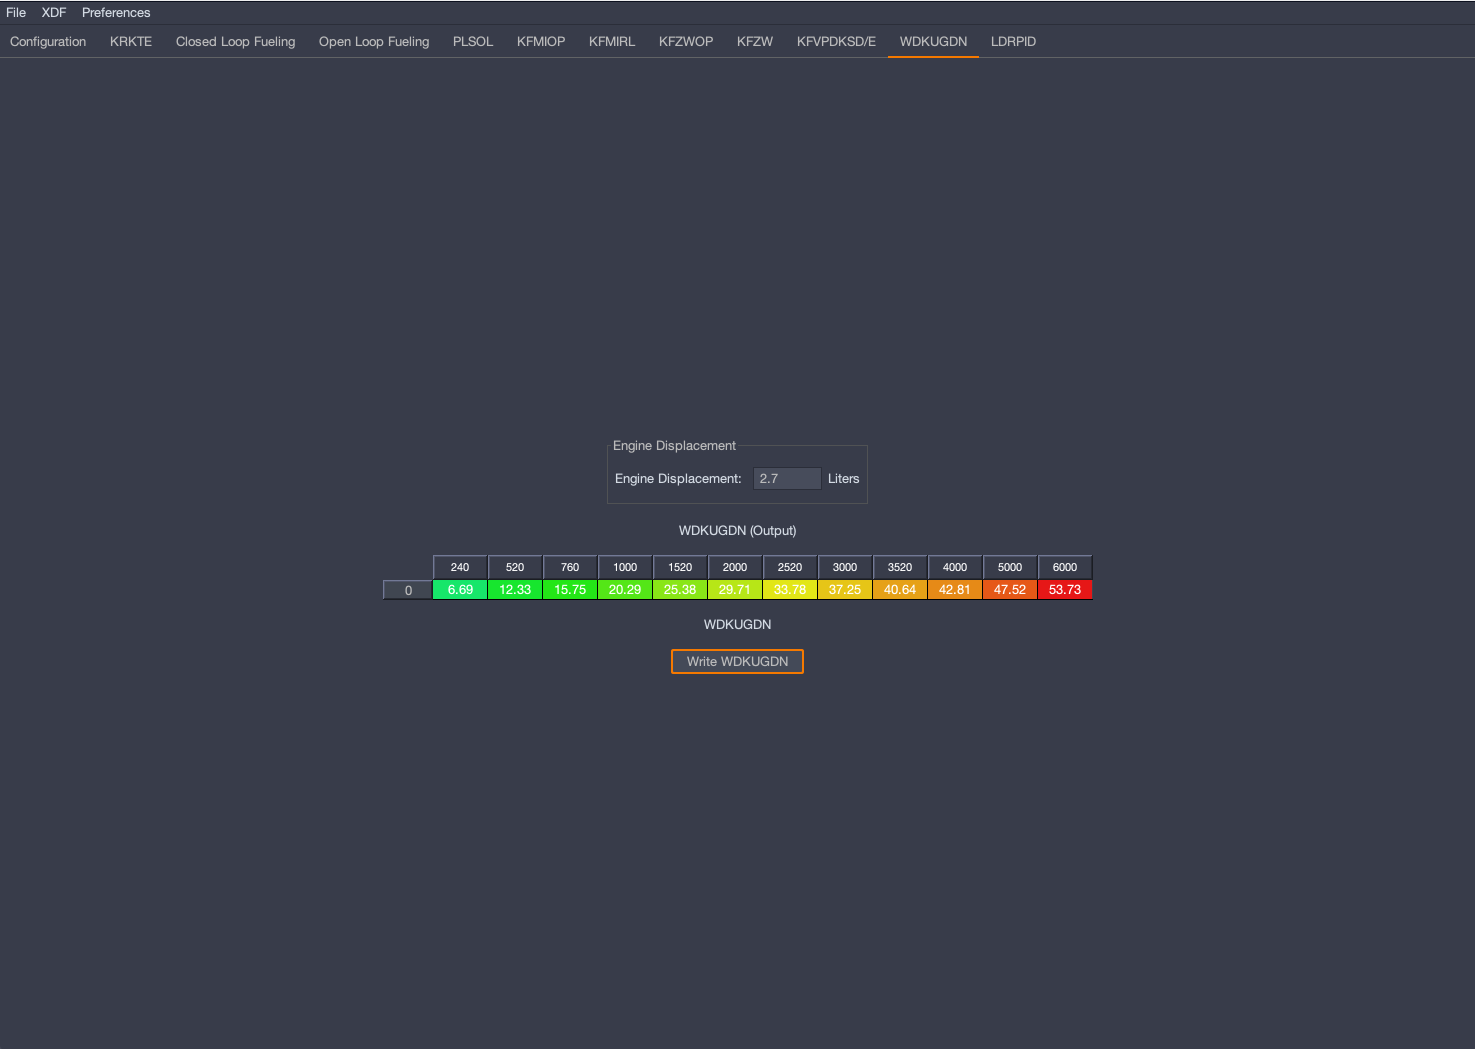 File XDF Preferences
Configuration KRKTE Closed Loop Fueling Open Loop Fueling PLSOL KFMIOP KFMIRL KFZWOP KFZW KFVPDKSD/E WDKUGDN LDRPID
Engine Displacement
Engine Displacement: 2.7 Liters
WDKUGDN (Output)
240 520 760 1000 1520 2000 2520 3000 3520 4000 5000 6000
0 6.69 12.33 15.75 20.29 25.38 29.71 33.78 37.25 40.64 42.81 47.52 53.73
WDKUGDN
Write WDKUGDN